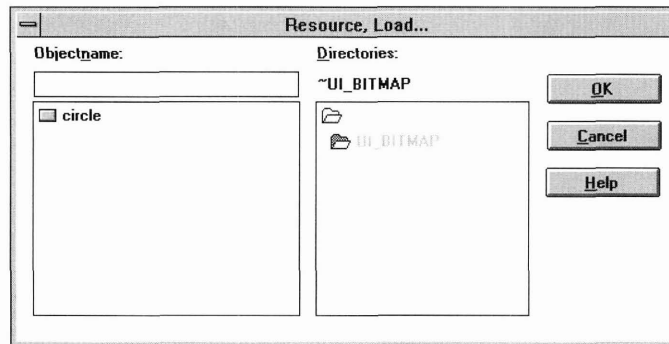 Resource, Load...
Objectname:
Directories:
~UI_BITMAP
circle
UI_BITMAP
OK
Cancel
Help